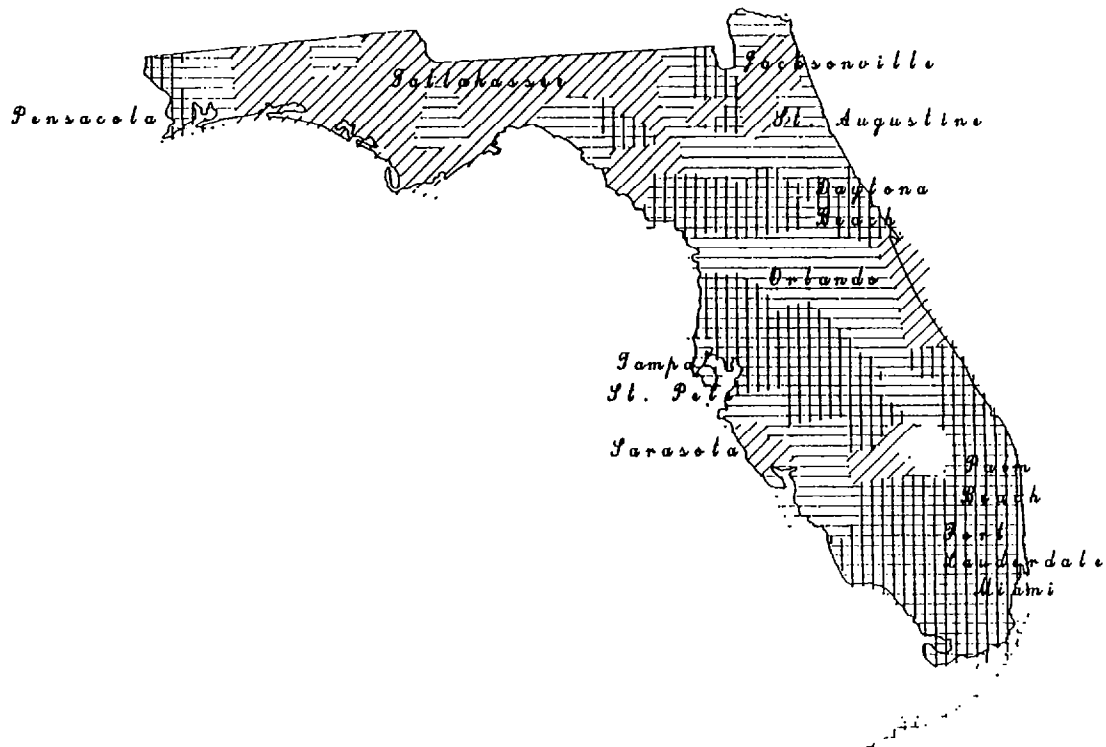 Jacksonville
Tallahassee
Pensacola
St. Augustine
Daytona
Beach
Orlando
Tampa
St. Pete
Sarasota
Palm
Beach
Fort
Lauderdale
Miami